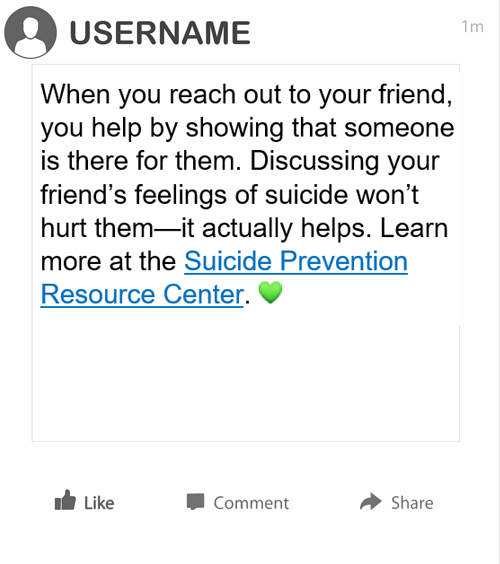 USERNAME
1m
When you reach out to your friend,
you help by showing that someone
is there for them. Discussing your
friend’s feelings of suicide won’t
hurt them—it actually helps. Learn
more at the Suicide Prevention
Resource Center. 💚
Like
Comment
Share